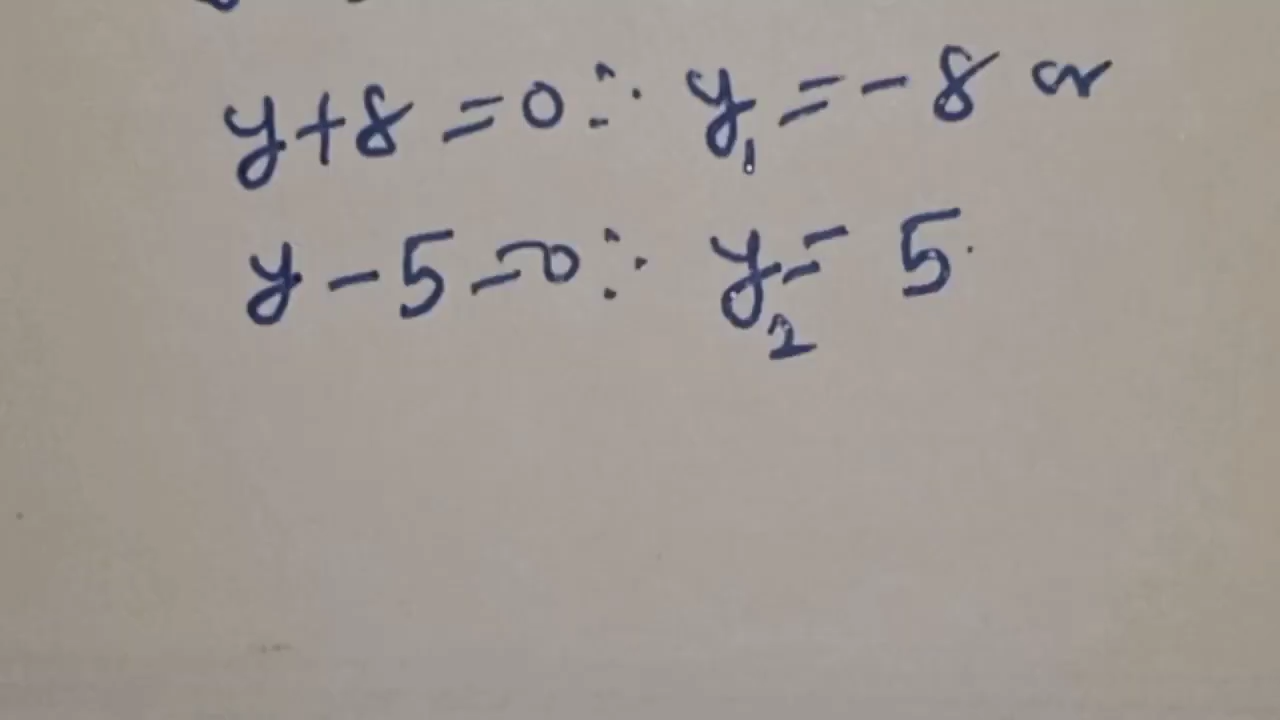 y+8=0 ∴ y₁=-8 or
y-5=0 ∴ y₂=5.